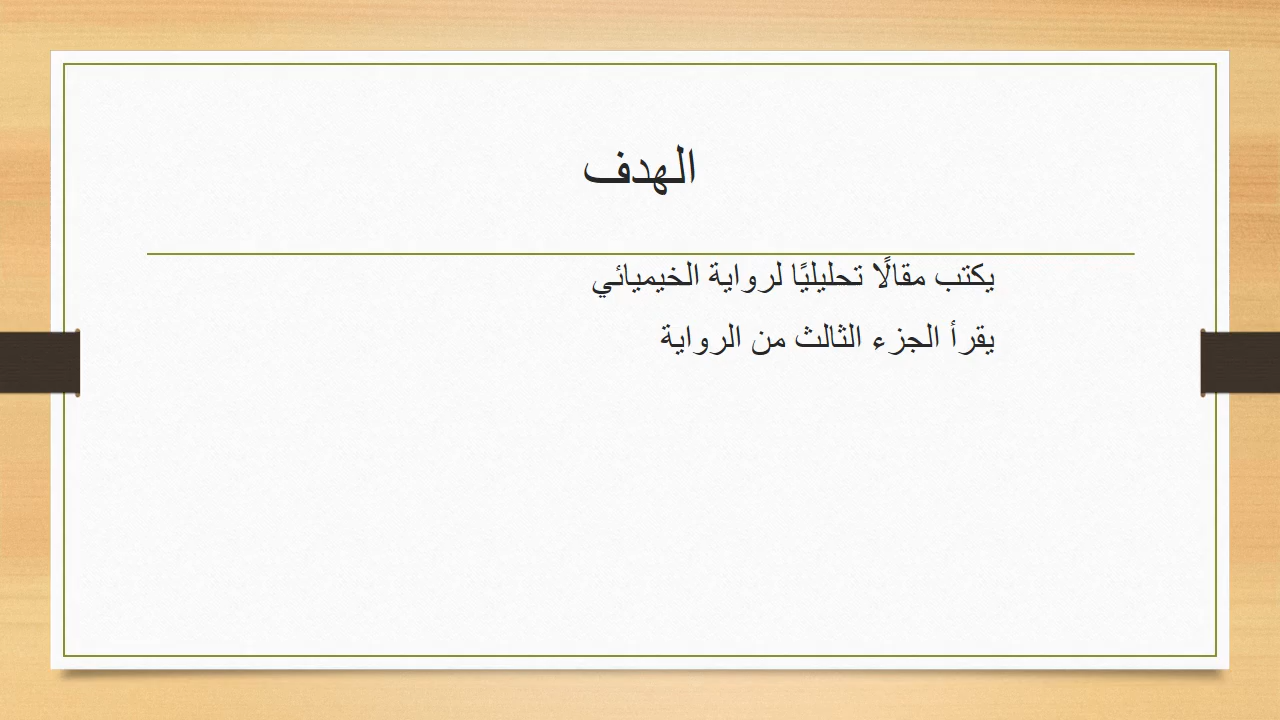 الهدف
يكتب مقالًا تحليليًا لرواية الخيميائي
يقرأ الجزء الثالث من الرواية